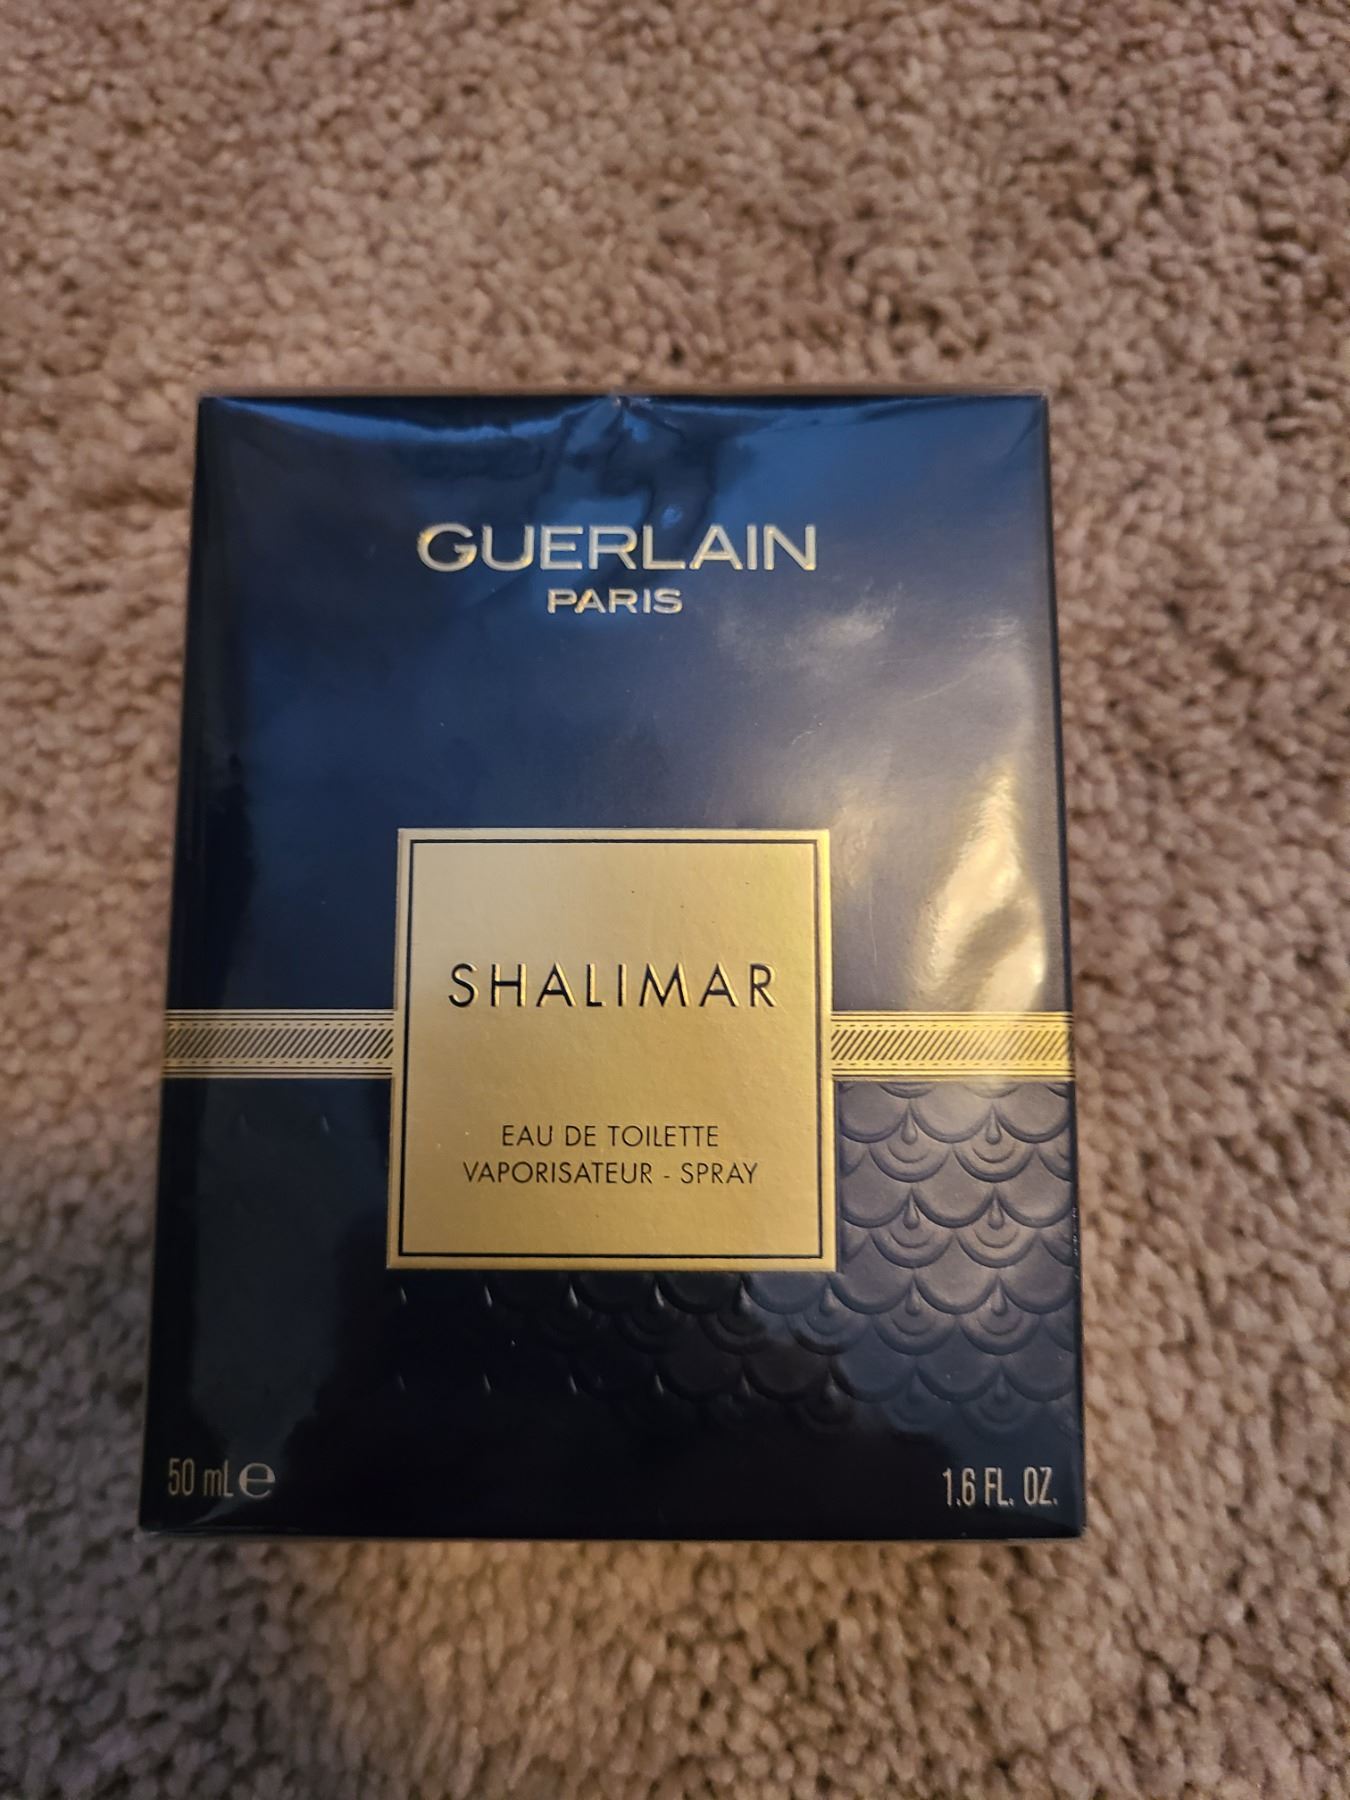 GUERLAIN
PARIS
SHALIMAR
EAU DE TOILETTE
VAPORISATEUR - SPRAY
50 mL ℮
1.6 FL. OZ.